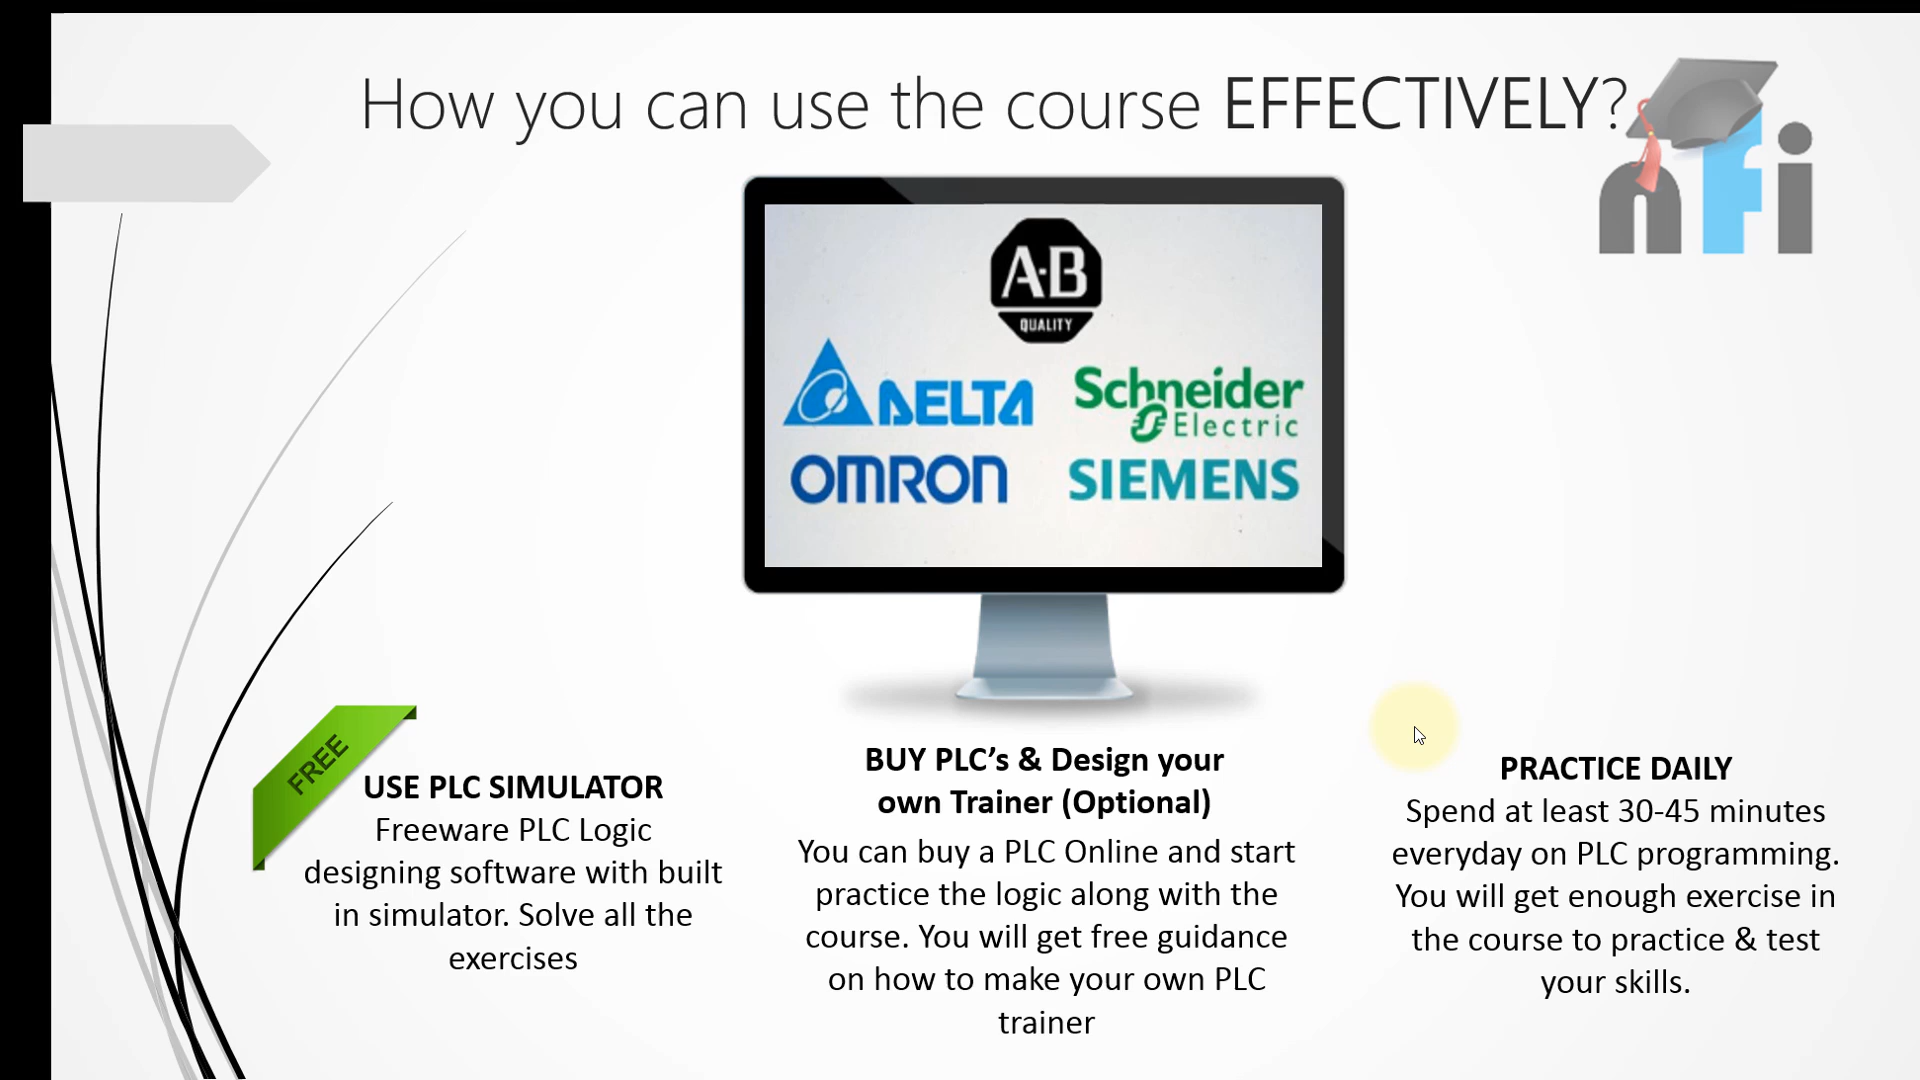 How you can use the course EFFECTIVELY?
nfi
A-B
QUALITY
DELTA
Schneider
Electric
OMRON
SIEMENS
FREE
USE PLC SIMULATOR
Freeware PLC Logic
designing software with built
in simulator. Solve all the
exercises
BUY PLC’s & Design your
own Trainer (Optional)
You can buy a PLC Online and start
practice the logic along with the
course. You will get free guidance
on how to make your own PLC
trainer
PRACTICE DAILY
Spend at least 30-45 minutes
everyday on PLC programming.
You will get enough exercise in
the course to practice & test
your skills.